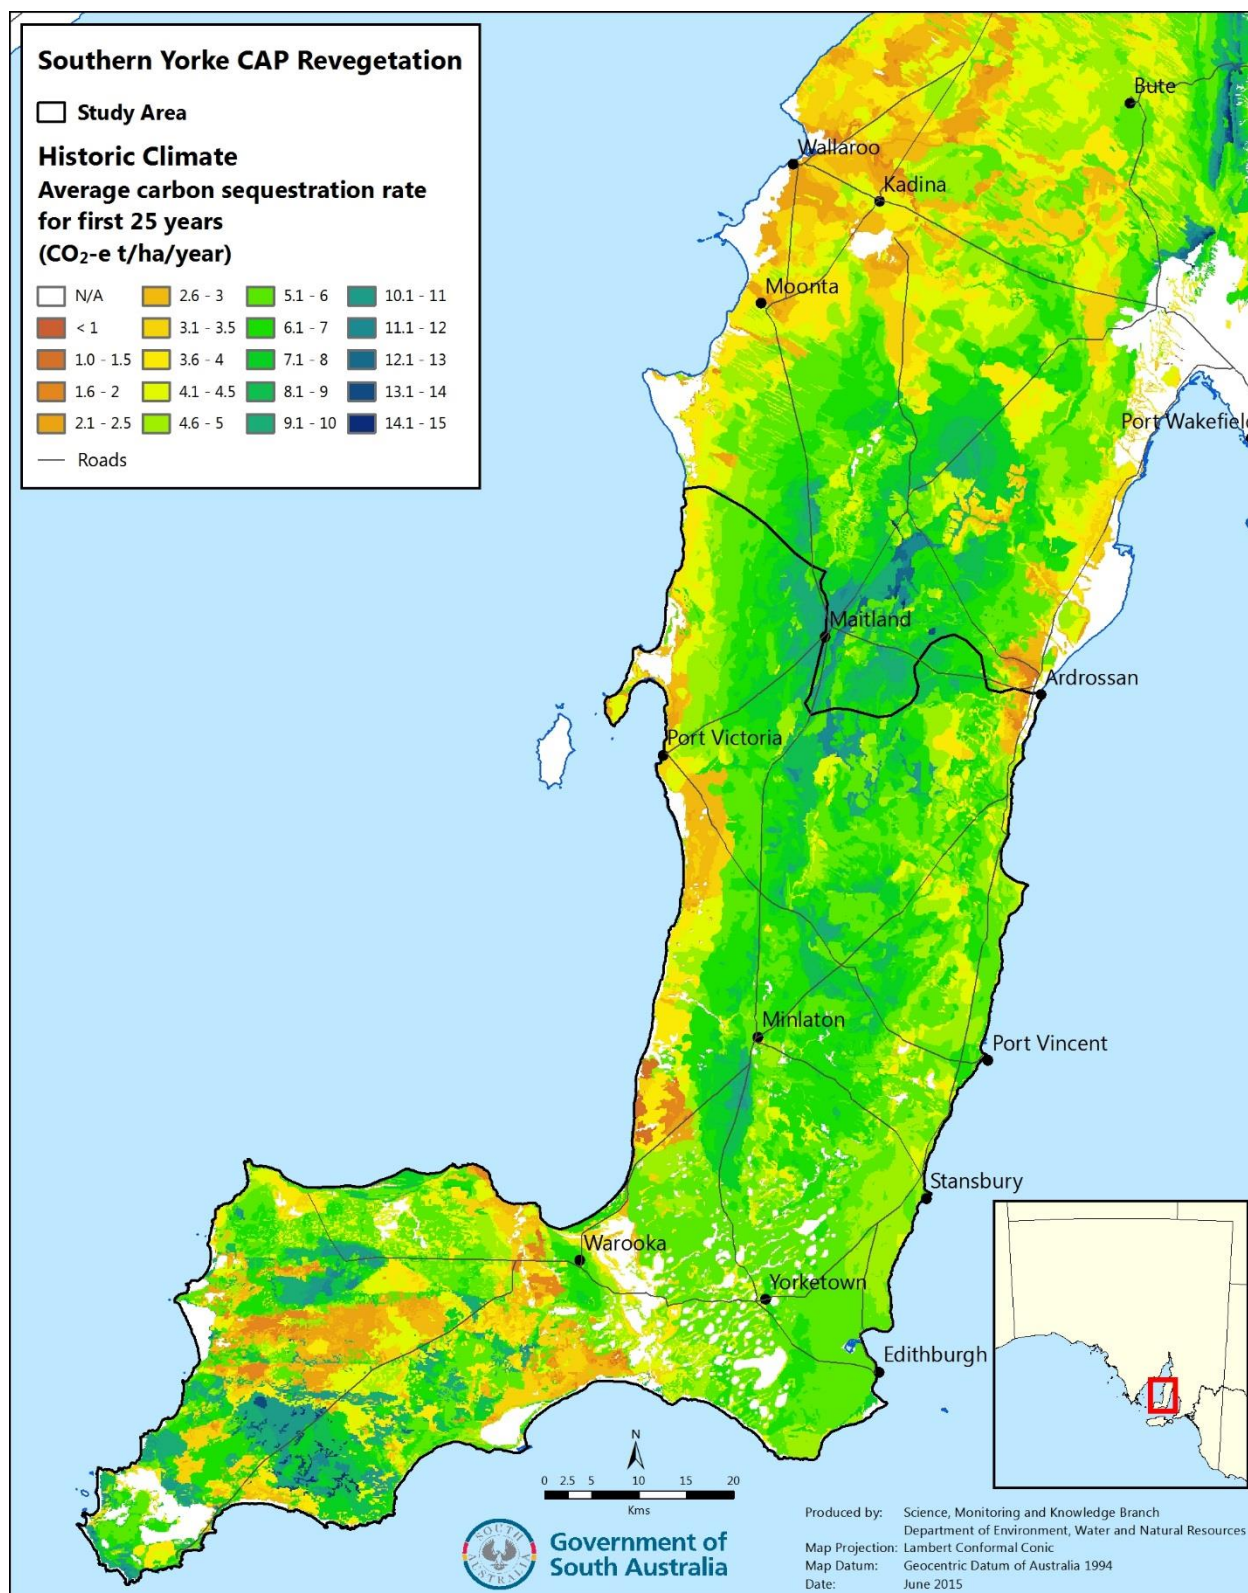 Southern Yorke CAP Revegetation
Study Area
Historic Climate
Average carbon sequestration rate
for first 25 years
(CO₂-e t/ha/year)
N/A
< 1
1.0 - 1.5
1.6 - 2
2.1 - 2.5
2.6 - 3
3.1 - 3.5
3.6 - 4
4.1 - 4.5
4.6 - 5
5.1 - 6
6.1 - 7
7.1 - 8
8.1 - 9
9.1 - 10
10.1 - 11
11.1 - 12
12.1 - 13
13.1 - 14
14.1 - 15
Roads
Bute
Wallaroo
Kadina
Moonta
Port Wakefield
Maitland
Ardrossan
Port Victoria
Minlaton
Port Vincent
Stansbury
Warooka
Yorketown
Edithburgh
N
0 2.5 5 10 15 20
Kms
SOUTH AUSTRALIA
Government of
South Australia
Produced by: Science, Monitoring and Knowledge Branch
Department of Environment, Water and Natural Resources
Map Projection: Lambert Conformal Conic
Map Datum: Geocentric Datum of Australia 1994
Date: June 2015